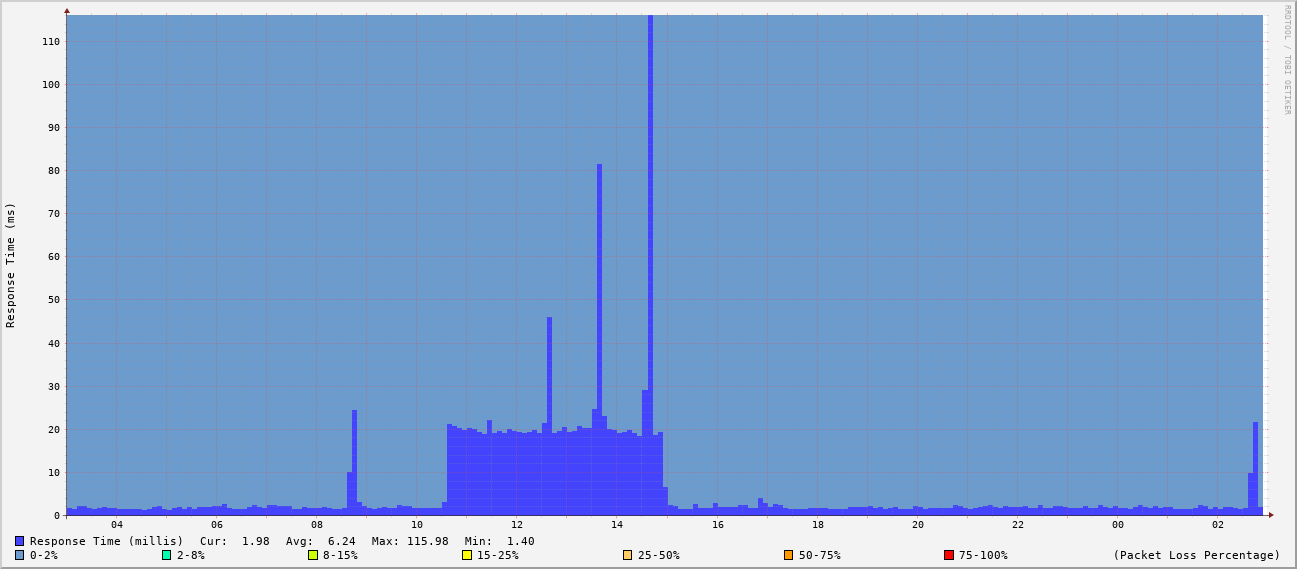 RRDTOOL / TOBI OETIKER
Response Time (ms)
110
100
90
80
70
60
50
40
30
20
10
0
04 06 08 10 12 14 16 18 20 22 00 02
Response Time (millis) Cur: 1.98 Avg: 6.24 Max: 115.98 Min: 1.40
0-2% 2-8% 8-15% 15-25% 25-50% 50-75% 75-100% (Packet Loss Percentage)